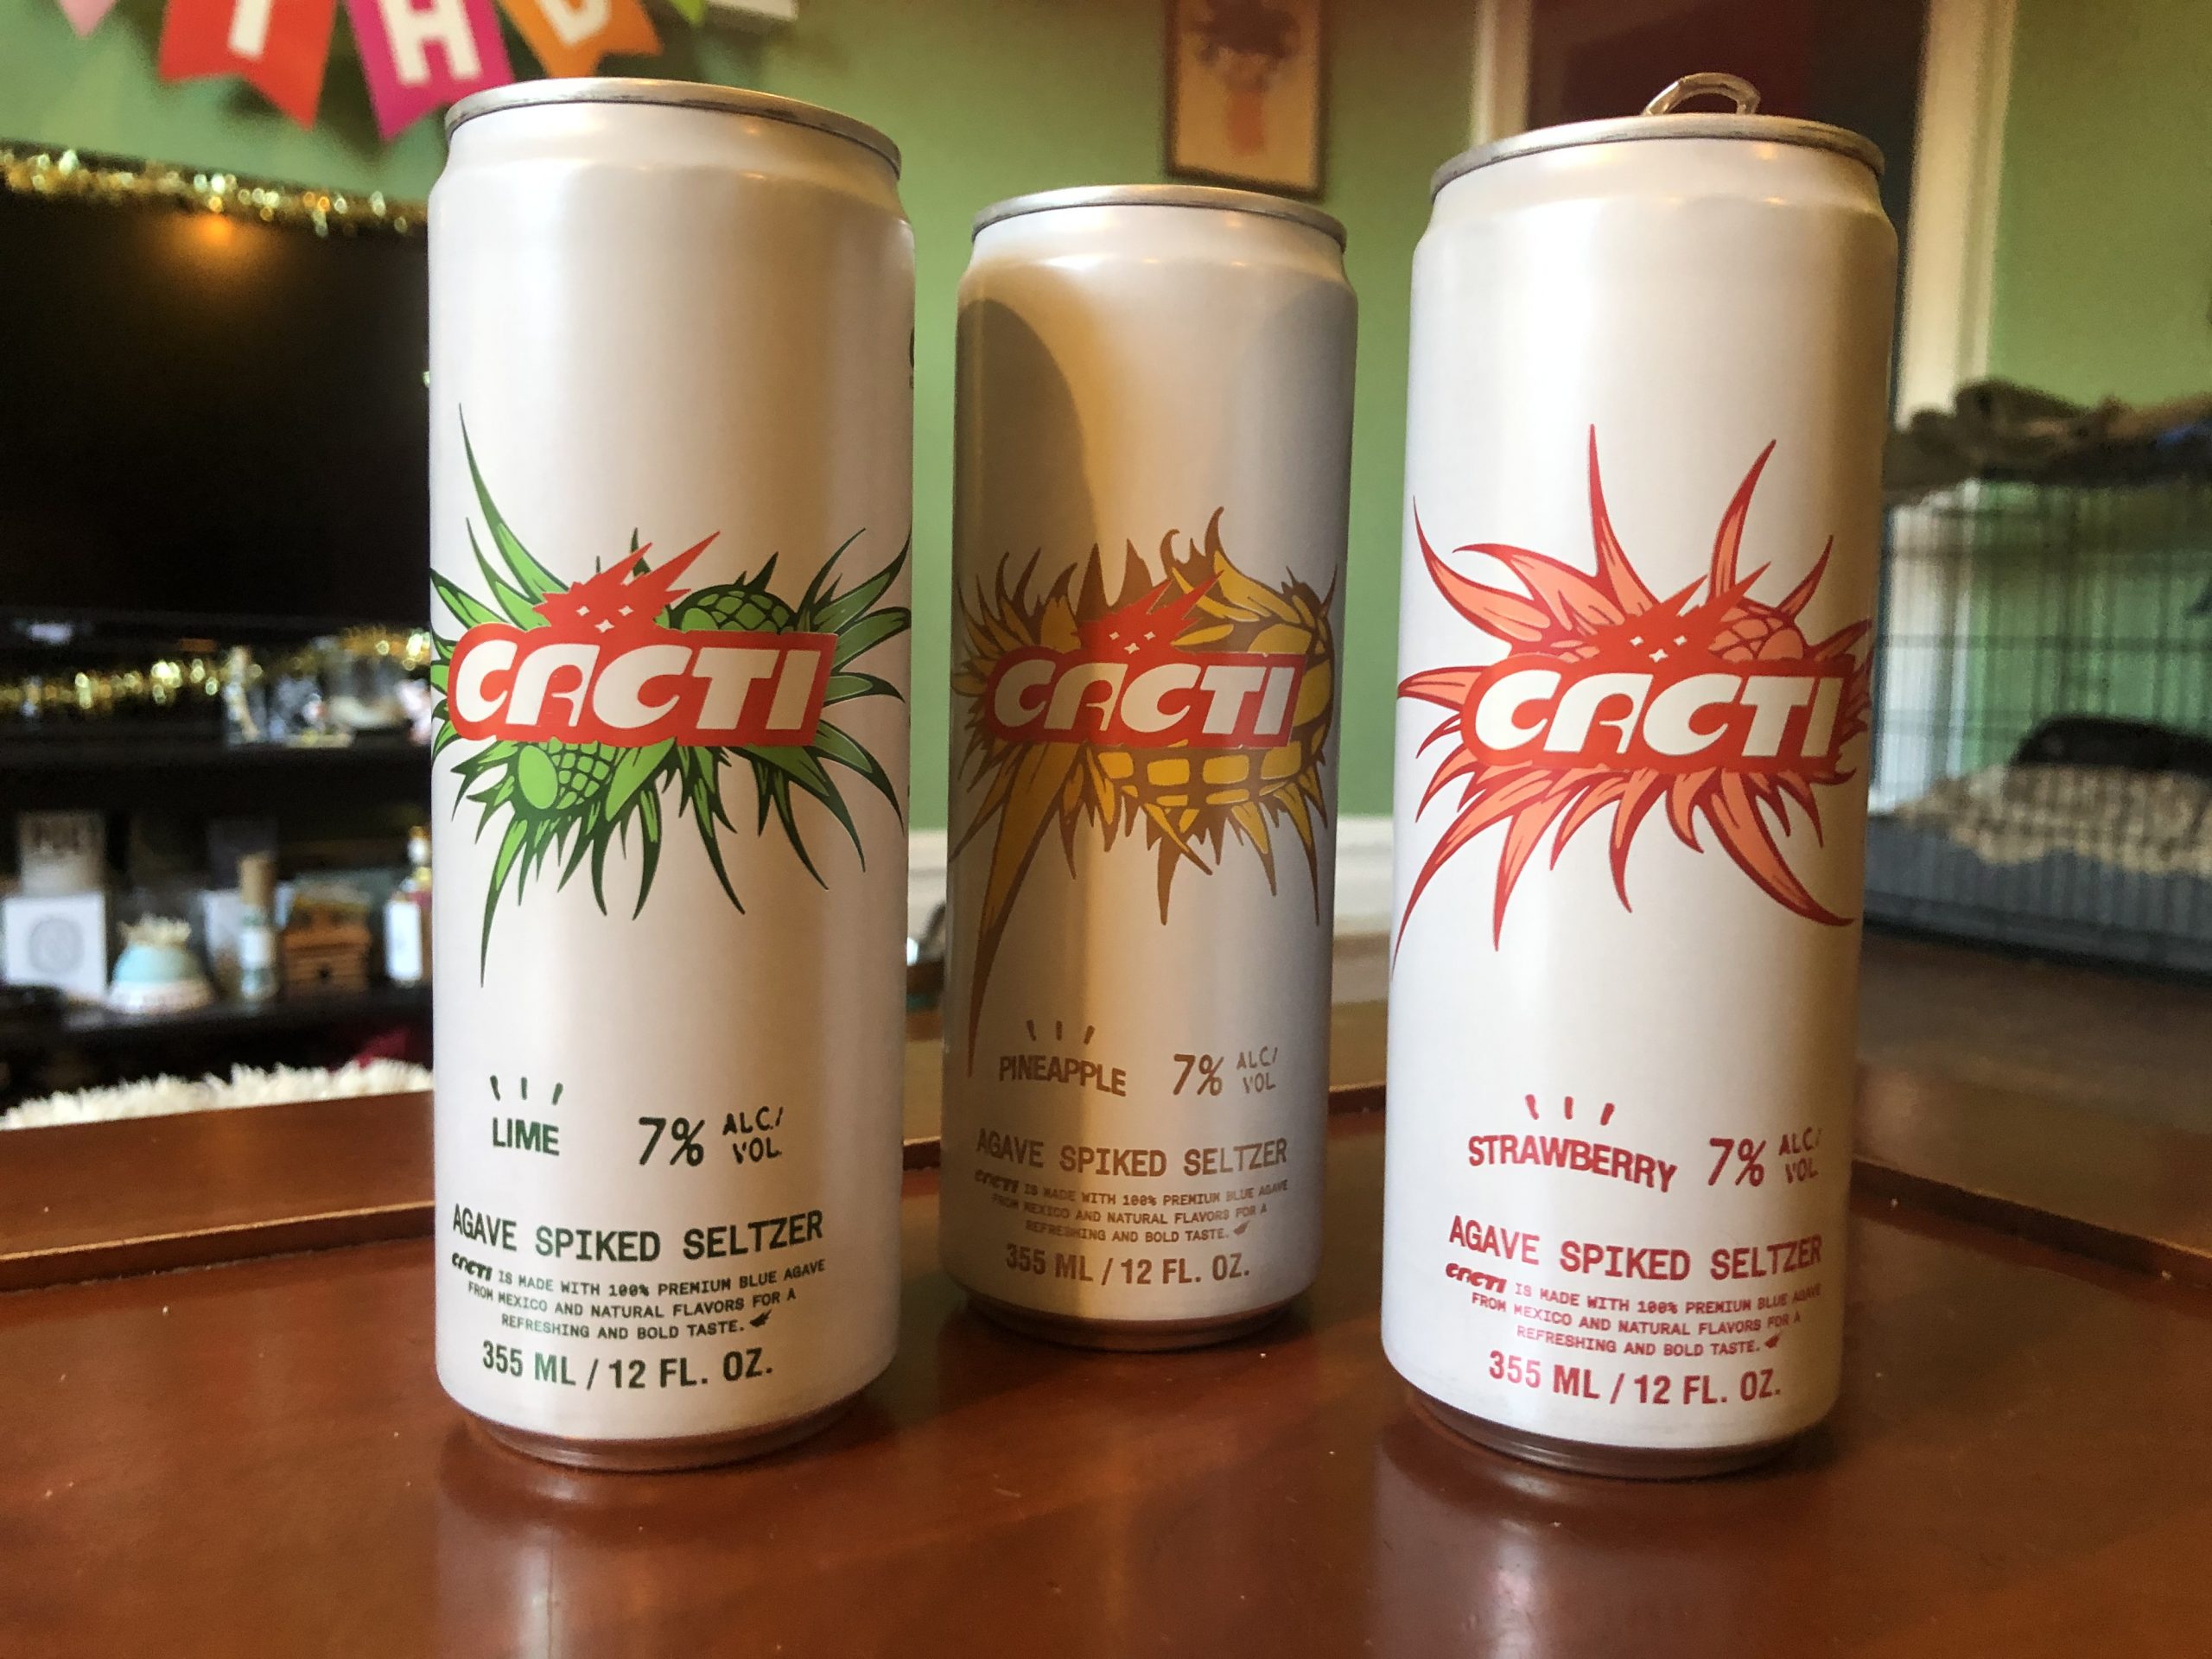 THD
CACTI
LIME
7% ALC./
VOL
AGAVE SPIKED SELTZER
CACTI IS MADE WITH 100% PREMIUM BLUE AGAVE
FROM MEXICO AND NATURAL FLAVORS FOR A
REFRESHING AND BOLD TASTE.
355 ML / 12 FL. OZ.
CACTI
PINEAPPLE
7% ALC./
VOL
AGAVE SPIKED SELTZER
CACTI IS MADE WITH 100% PREMIUM BLUE AGAVE
FROM MEXICO AND NATURAL FLAVORS FOR A
REFRESHING AND BOLD TASTE.
355 ML / 12 FL. OZ.
CACTI
STRAWBERRY
7% ALC./
VOL
AGAVE SPIKED SELTZER
CACTI IS MADE WITH 100% PREMIUM BLUE AGAVE
FROM MEXICO AND NATURAL FLAVORS FOR A
REFRESHING AND BOLD TASTE.
355 ML / 12 FL. OZ.